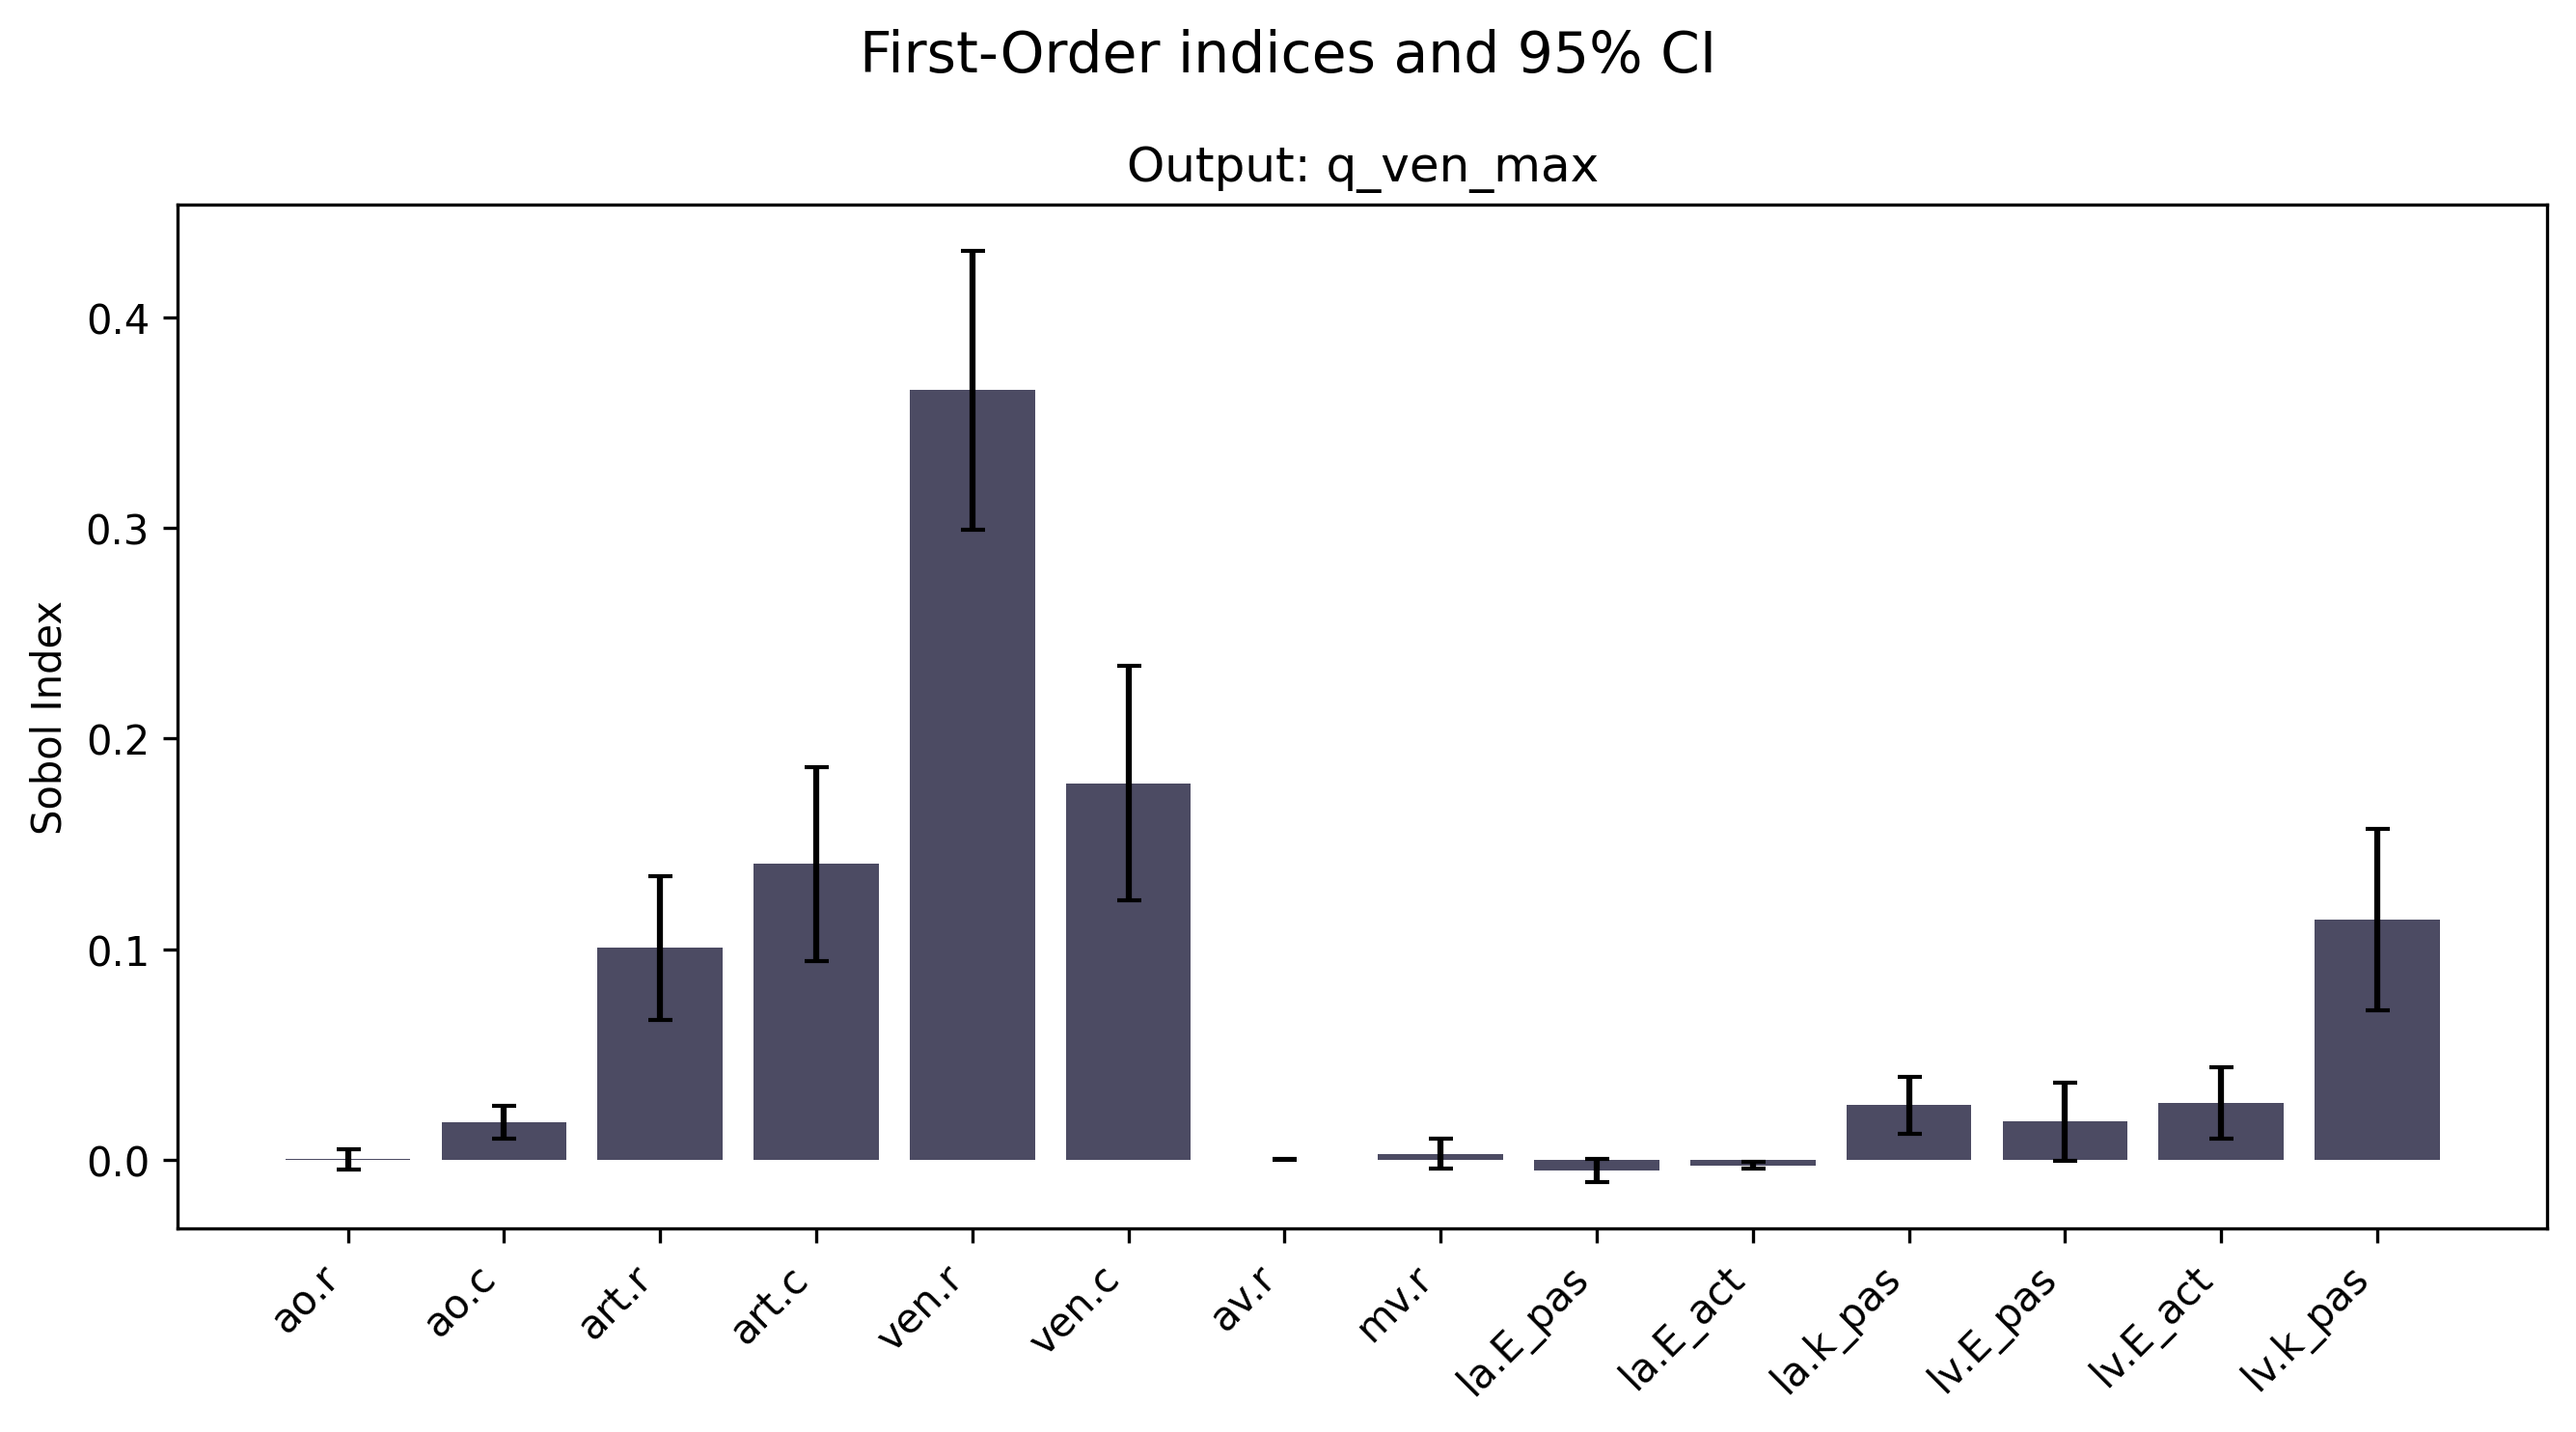 First-Order indices and 95% CI
Output: q_ven_max
Sobol Index
0.4
0.3
0.2
0.1
0.0
ao.r
ao.c
art.r
art.c
ven.r
ven.c
av.r
mv.r
la.E_pas
la.E_act
la.k_pas
lv.E_pas
lv.E_act
lv.k_pas